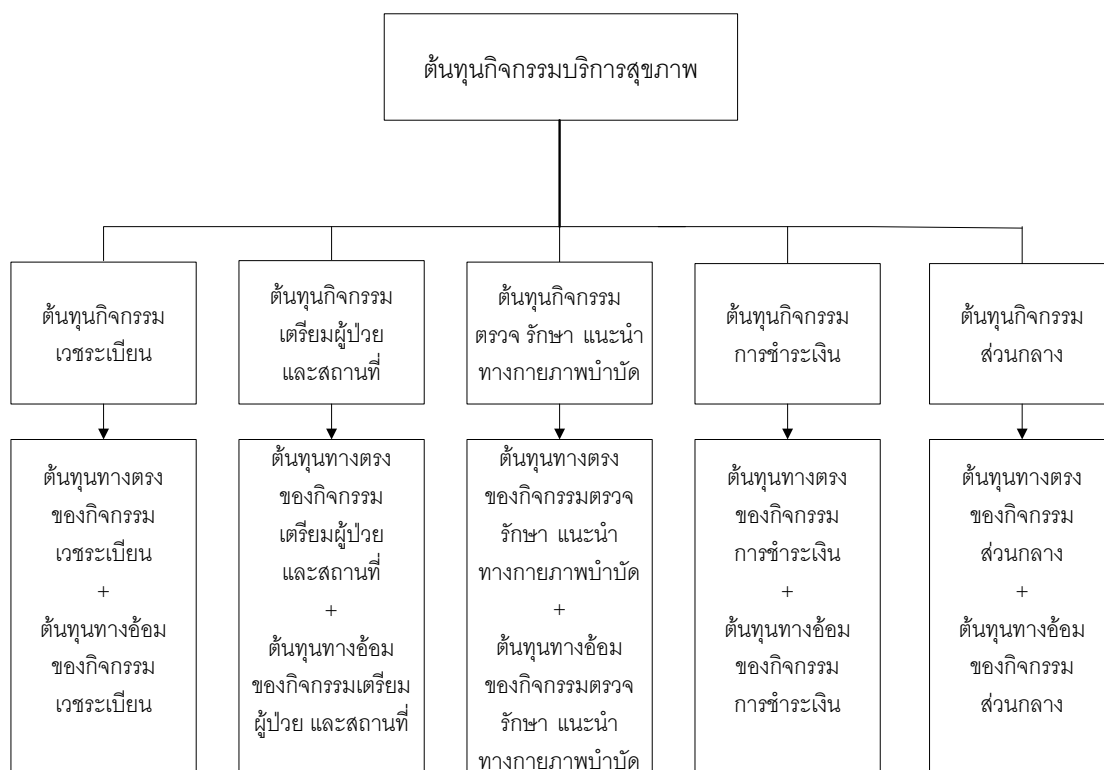 ต้นทุนกิจกรรมบริการสุขภาพ
ต้นทุนกิจกรรม
เวชระเบียน
ต้นทุนกิจกรรม
เตรียมผู้ป่วย
และสถานที่
ต้นทุนกิจกรรม
ตรวจ รักษา แนะนำ
ทางกายภาพบำบัด
ต้นทุนกิจกรรม
การชำระเงิน
ต้นทุนกิจกรรม
ส่วนกลาง
ต้นทุนทางตรง
ของกิจกรรม
เวชระเบียน
+
ต้นทุนทางอ้อม
ของกิจกรรม
เวชระเบียน
ต้นทุนทางตรง
ของกิจกรรม
เตรียมผู้ป่วย
และสถานที่
+
ต้นทุนทางอ้อม
ของกิจกรรมเตรียม
ผู้ป่วย และสถานที่
ต้นทุนทางตรง
ของกิจกรรมตรวจ
รักษา แนะนำ
ทางกายภาพบำบัด
+
ต้นทุนทางอ้อม
ของกิจกรรมตรวจ
รักษา แนะนำ
ทางกายภาพบำบัด
ต้นทุนทางตรง
ของกิจกรรม
การชำระเงิน
+
ต้นทุนทางอ้อม
ของกิจกรรม
การชำระเงิน
ต้นทุนทางตรง
ของกิจกรรม
ส่วนกลาง
+
ต้นทุนทางอ้อม
ของกิจกรรม
ส่วนกลาง